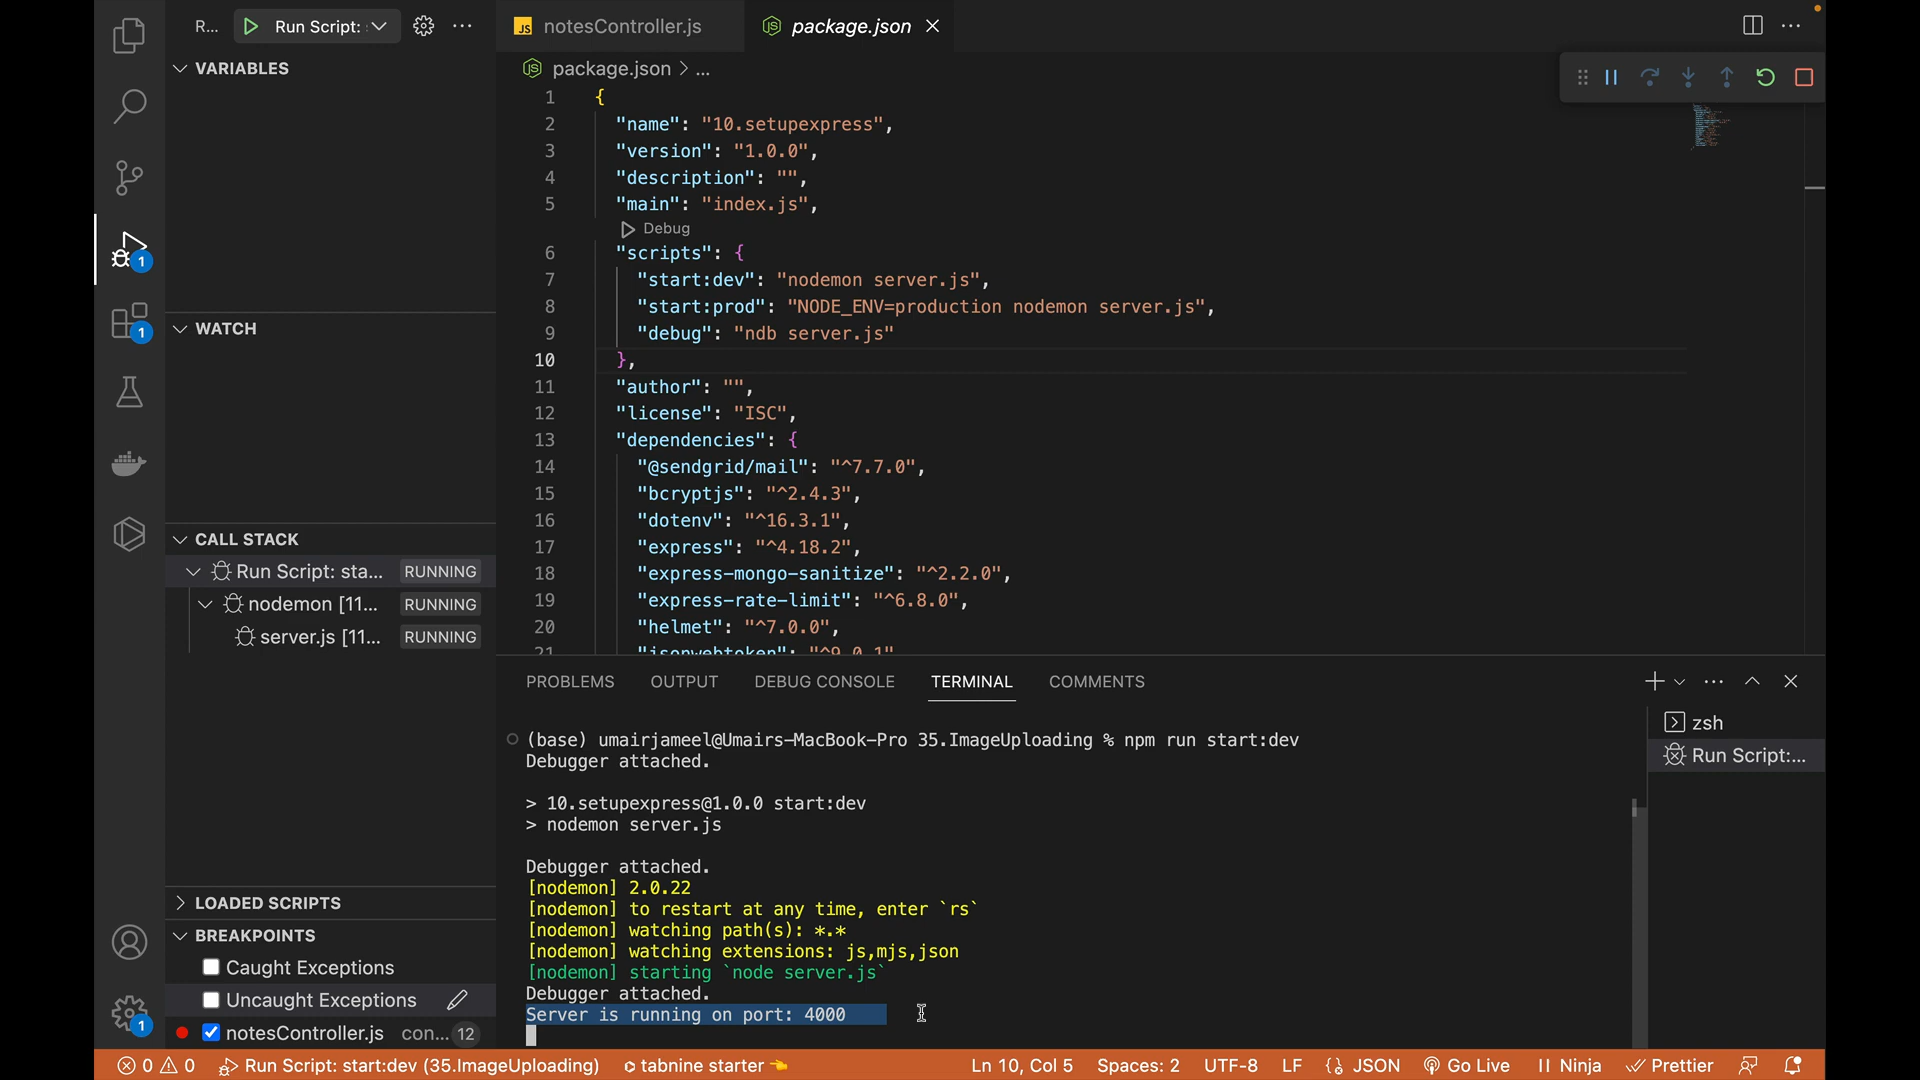 R... Run Script:
JS notesController.js
package.json
package.json > ...
VARIABLES
WATCH
CALL STACK
Run Script: sta... RUNNING
nodemon [11... RUNNING
server.js [11... RUNNING
LOADED SCRIPTS
BREAKPOINTS
Caught Exceptions
Uncaught Exceptions
notesController.js con... 12
1
1
1
1 {
2 "name": "10.setupexpress",
3 "version": "1.0.0",
4 "description": "",
5 "main": "index.js",
Debug
6 "scripts": {
7 "start:dev": "nodemon server.js",
8 "start:prod": "NODE_ENV=production nodemon server.js",
9 "debug": "ndb server.js"
10 },
11 "author": "",
12 "license": "ISC",
13 "dependencies": {
14 "@sendgrid/mail": "^7.7.0",
15 "bcryptjs": "^2.4.3",
16 "dotenv": "^16.3.1",
17 "express": "^4.18.2",
18 "express-mongo-sanitize": "^2.2.0",
19 "express-rate-limit": "^6.8.0",
20 "helmet": "^7.0.0",
21 "jsonwebtoken": "^9.0.1"
PROBLEMS OUTPUT DEBUG CONSOLE TERMINAL COMMENTS
(base) umairjameel@Umairs-MacBook-Pro 35.ImageUploading % npm run start:dev
Debugger attached.
> 10.setupexpress@1.0.0 start:dev
> nodemon server.js
Debugger attached.
[nodemon] 2.0.22
[nodemon] to restart at any time, enter `rs`
[nodemon] watching path(s): *.*
[nodemon] watching extensions: js,mjs,json
[nodemon] starting `node server.js`
Debugger attached.
Server is running on port: 4000
zsh
Run Script:...
0 0 Run Script: start:dev (35.ImageUploading) tabnine starter Ln 10, Col 5 Spaces: 2 UTF-8 LF {} JSON Go Live Ninja Prettier